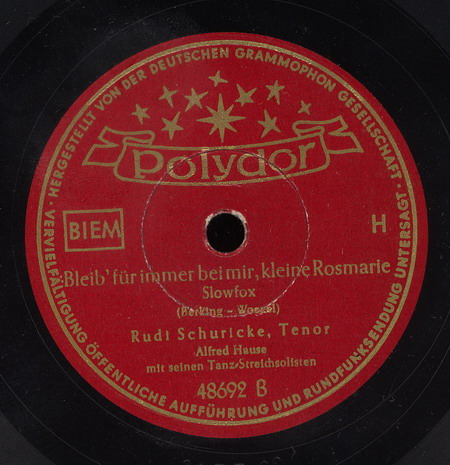 HERGESTELLT VON DER DEUTSCHEN GRAMMOPHON GESELLSCHAFT · VERVIELFÄLTIGUNG ÖFFENTLICHE AUFFÜHRUNG UND RUNDFUNKSENDUNG UNTERSAGT ·
Polydor
BIEM
H
"Bleib' für immer bei mir, kleine Rosmarie
Slowfox
(Berking –
Rudi Schuricke, Tenor
Alfred Hause
mit seinen Tanz-Streichsolisten
48692 B